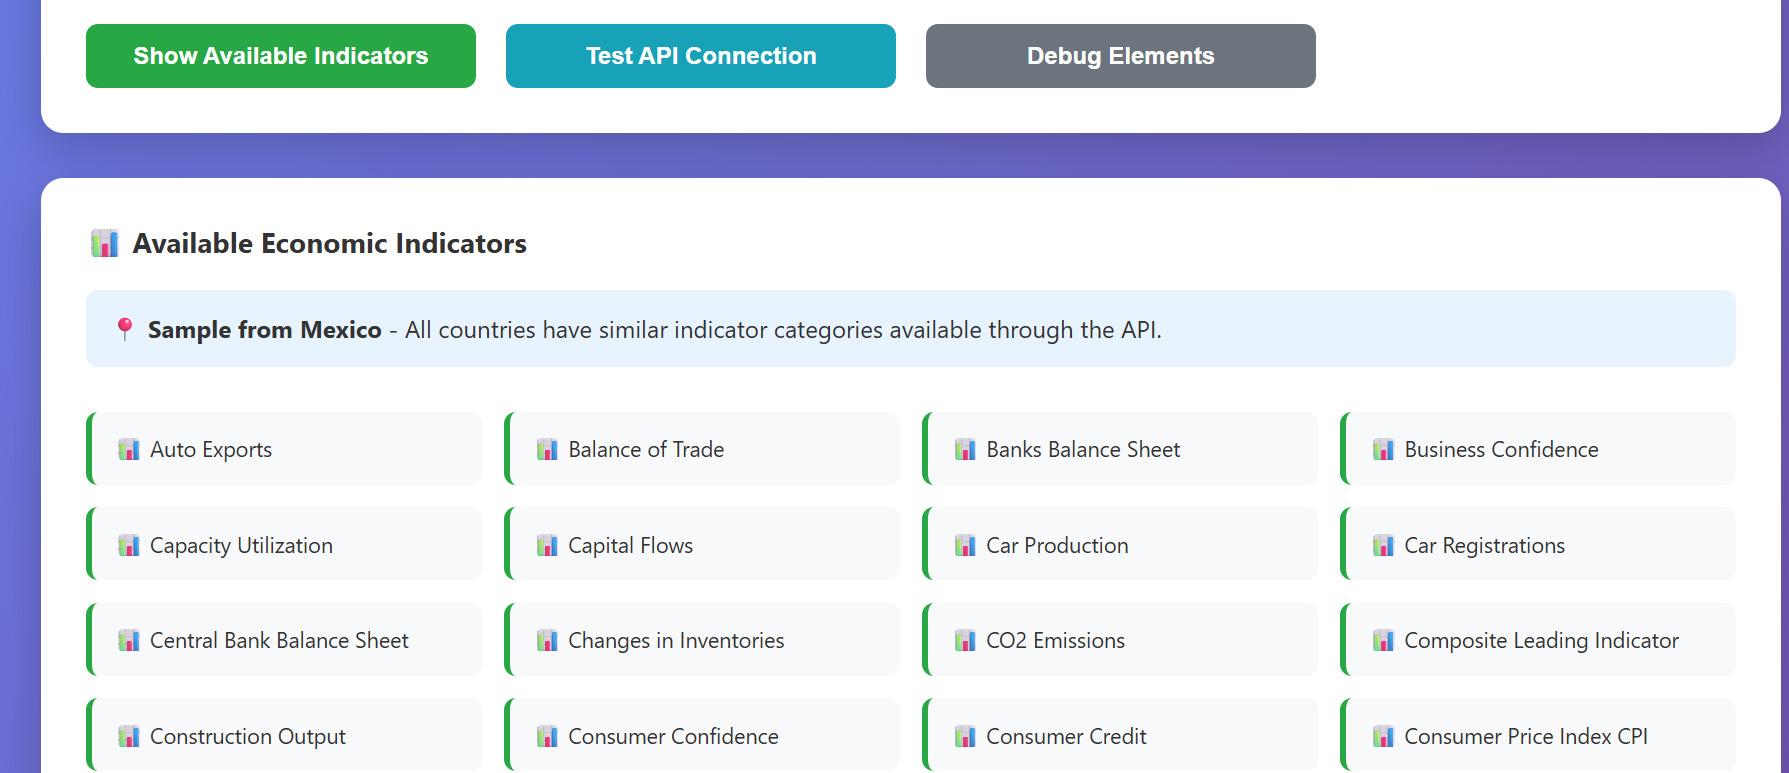 Show Available Indicators
Test API Connection
Debug Elements
Available Economic Indicators
Sample from Mexico - All countries have similar indicator categories available through the API.
Auto Exports
Balance of Trade
Banks Balance Sheet
Business Confidence
Capacity Utilization
Capital Flows
Car Production
Car Registrations
Central Bank Balance Sheet
Changes in Inventories
CO2 Emissions
Composite Leading Indicator
Construction Output
Consumer Confidence
Consumer Credit
Consumer Price Index CPI